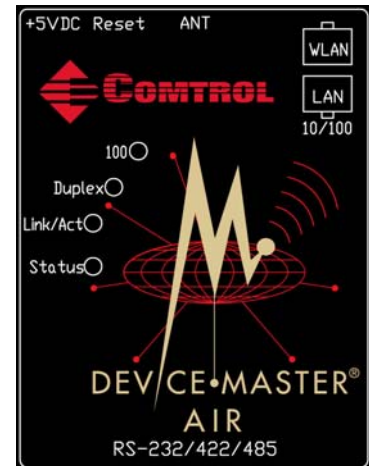 +5VDC Reset ANT
WLAN
COMTROL
LAN
10/100
100
Duplex
Link/Act
Status
DEVICE•MASTER®
AIR
RS-232/422/485